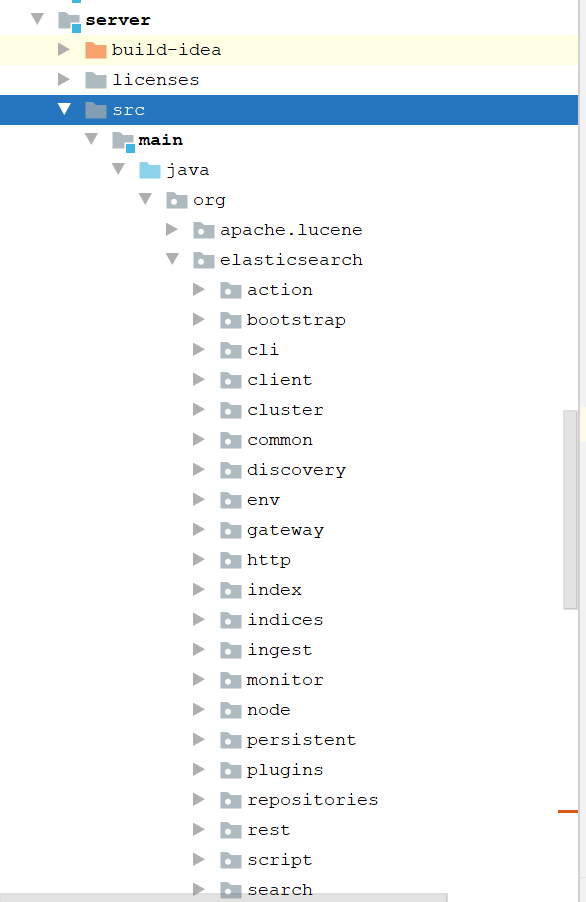 server
build-idea
licenses
src
main
java
org
apache.lucene
elasticsearch
action
bootstrap
cli
client
cluster
common
discovery
env
gateway
http
index
indices
ingest
monitor
node
persistent
plugins
repositories
rest
script
search